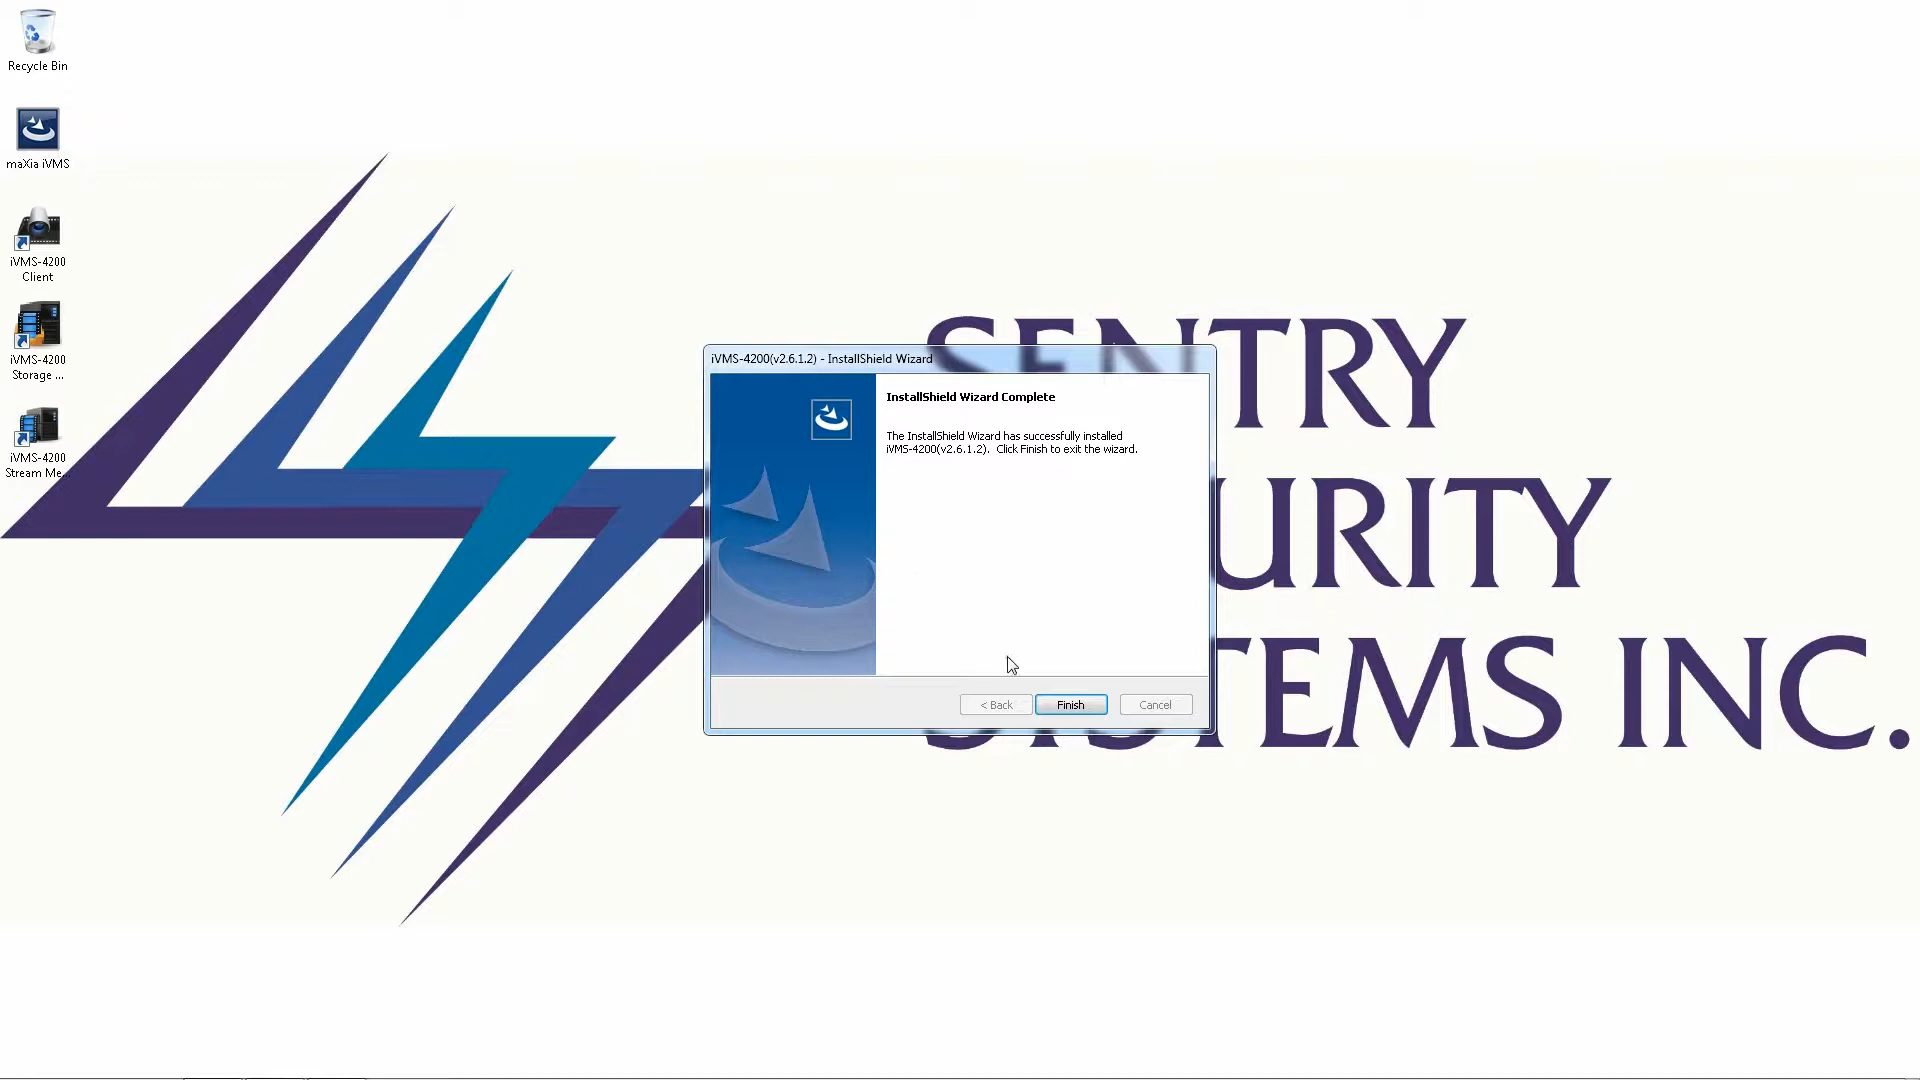 Recycle Bin
maXia iVMS
iVMS-4200
Client
iVMS-4200
Storage ...
iVMS-4200
Stream Me...
SENTRY
URITY
TEMS INC.
iVMS-4200(v2.6.1.2) - InstallShield Wizard
InstallShield Wizard Complete
The InstallShield Wizard has successfully installed
iVMS-4200(v2.6.1.2). Click Finish to exit the wizard.
< Back
Finish
Cancel